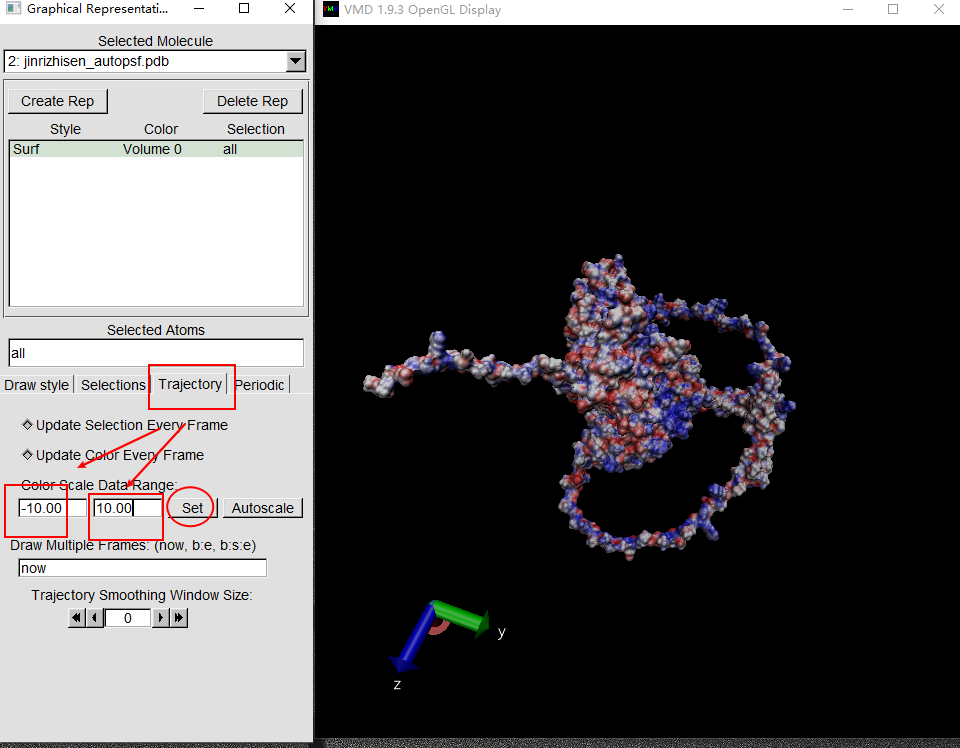 Graphical Representati...
VMD 1.9.3 OpenGL Display
Selected Molecule
2: jinrizhisen_autopsf.pdb
Create Rep Delete Rep
Style Color Selection
Surf Volume 0 all
Selected Atoms
all
Draw style Selections Trajectory Periodic
Update Selection Every Frame
Update Color Every Frame
Color Scale Data Range:
-10.00 10.00 Set Autoscale
Draw Multiple Frames: (now, b:e, b:s:e)
now
Trajectory Smoothing Window Size:
0
y
z